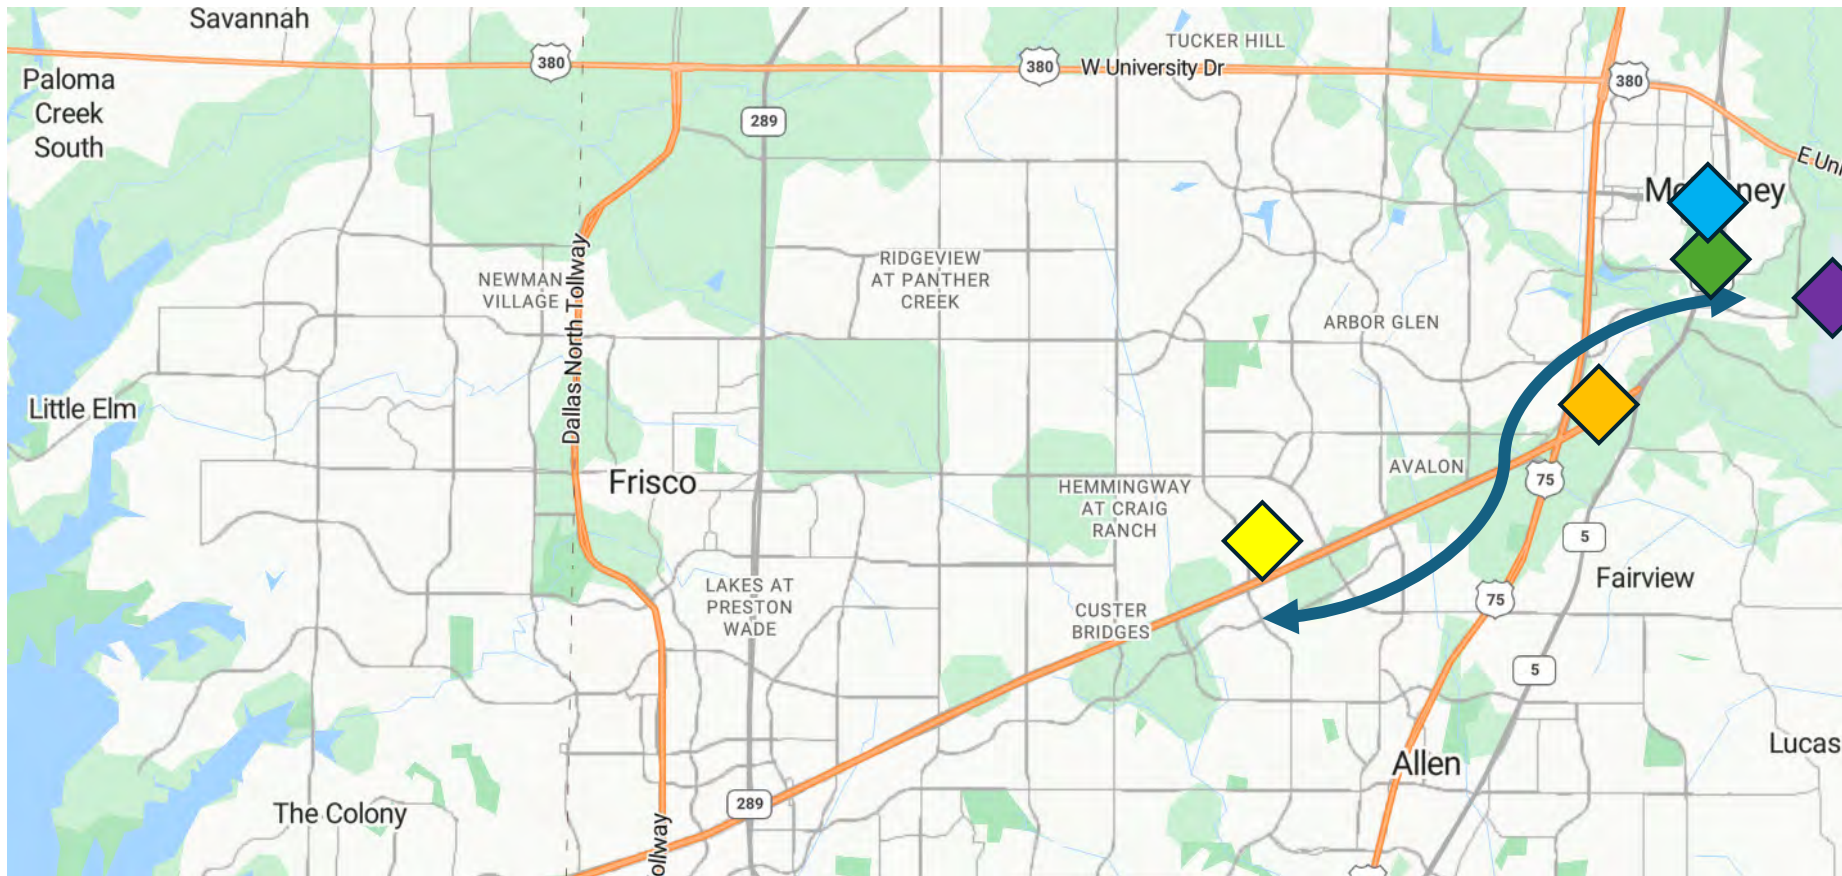 Savannah
TUCKER HILL
380
380
W University Dr
380
Paloma
Creek
South
289
E Uni
NEWMAN
VILLAGE
RIDGEVIEW
AT PANTHER
CREEK
Dallas North Tollway
ARBOR GLEN
Little Elm
Frisco
AVALON
75
HEMMINGWAY
AT CRAIG
RANCH
5
Fairview
LAKES AT
PRESTON
WADE
CUSTER
BRIDGES
75
5
Lucas
Allen
The Colony
289
ollway